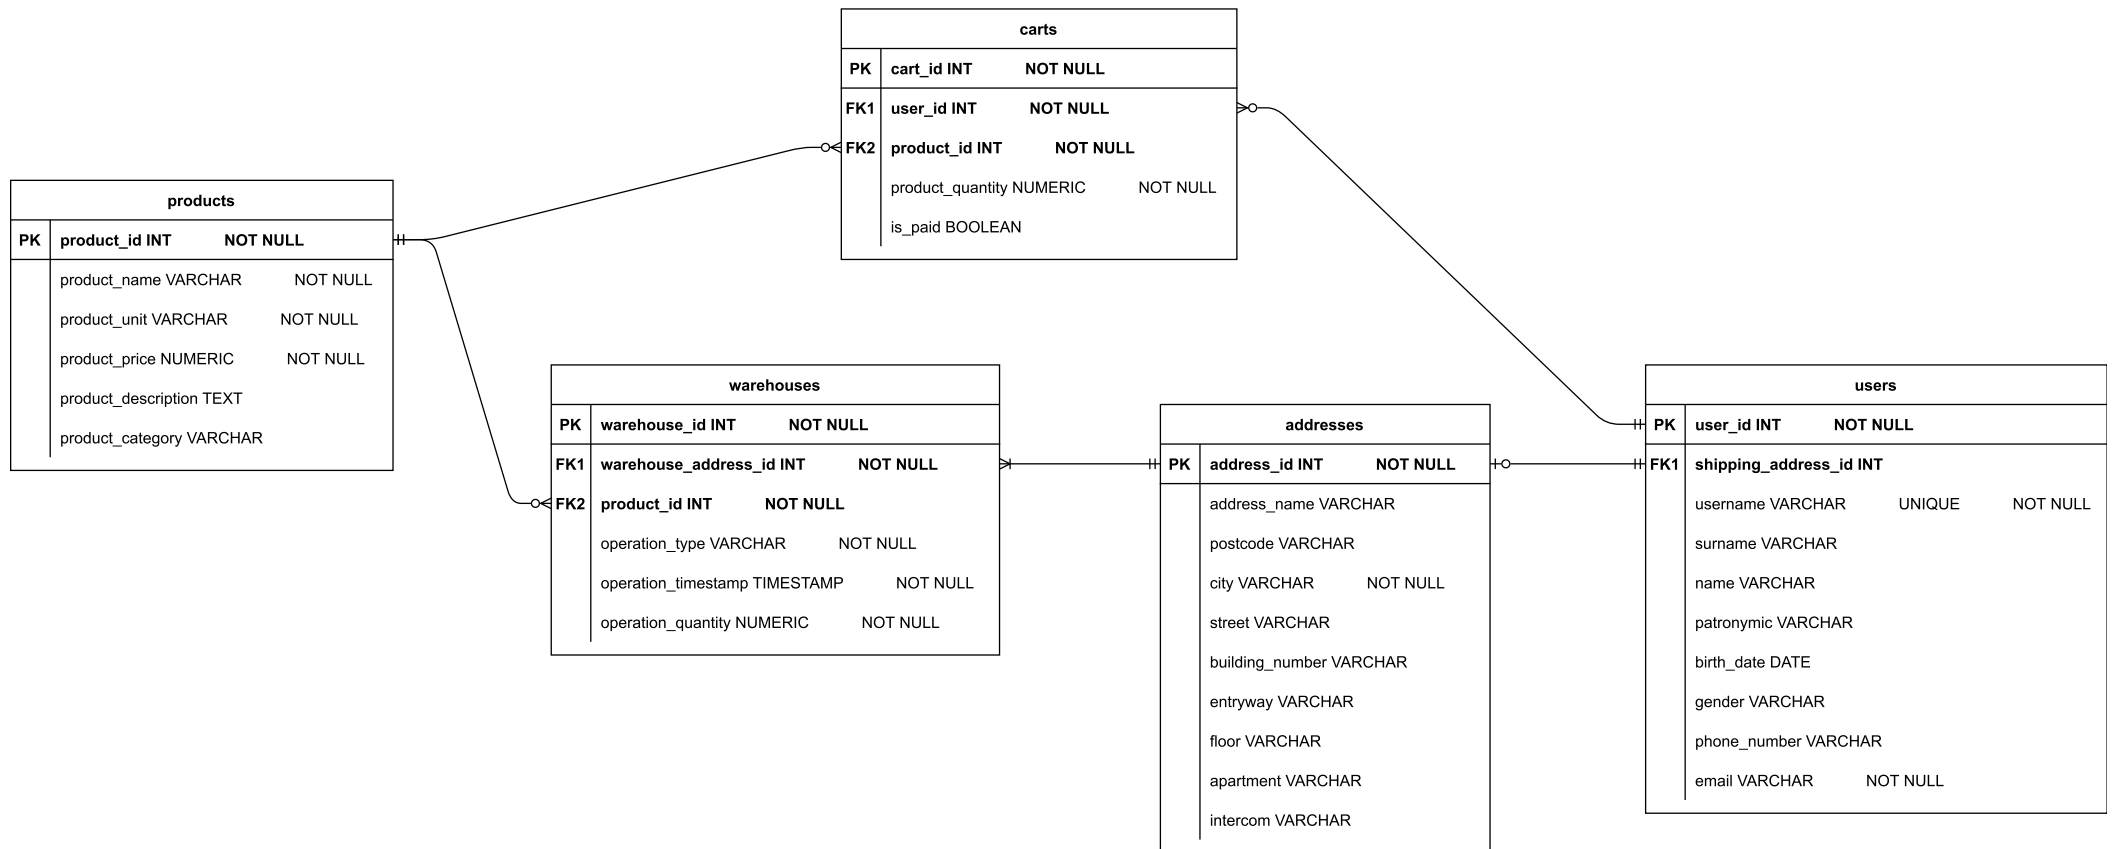 carts
PK cart_id INT NOT NULL
FK1 user_id INT NOT NULL
FK2 product_id INT NOT NULL
product_quantity NUMERIC NOT NULL
is_paid BOOLEAN
products
PK product_id INT NOT NULL
product_name VARCHAR NOT NULL
product_unit VARCHAR NOT NULL
product_price NUMERIC NOT NULL
product_description TEXT
product_category VARCHAR
warehouses
PK warehouse_id INT NOT NULL
FK1 warehouse_address_id INT NOT NULL
FK2 product_id INT NOT NULL
operation_type VARCHAR NOT NULL
operation_timestamp TIMESTAMP NOT NULL
operation_quantity NUMERIC NOT NULL
addresses
PK address_id INT NOT NULL
address_name VARCHAR
postcode VARCHAR
city VARCHAR NOT NULL
street VARCHAR
building_number VARCHAR
entryway VARCHAR
floor VARCHAR
apartment VARCHAR
intercom VARCHAR
users
PK user_id INT NOT NULL
FK1 shipping_address_id INT
username VARCHAR UNIQUE NOT NULL
surname VARCHAR
name VARCHAR
patronymic VARCHAR
birth_date DATE
gender VARCHAR
phone_number VARCHAR
email VARCHAR NOT NULL